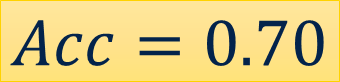 Acc = 0.70